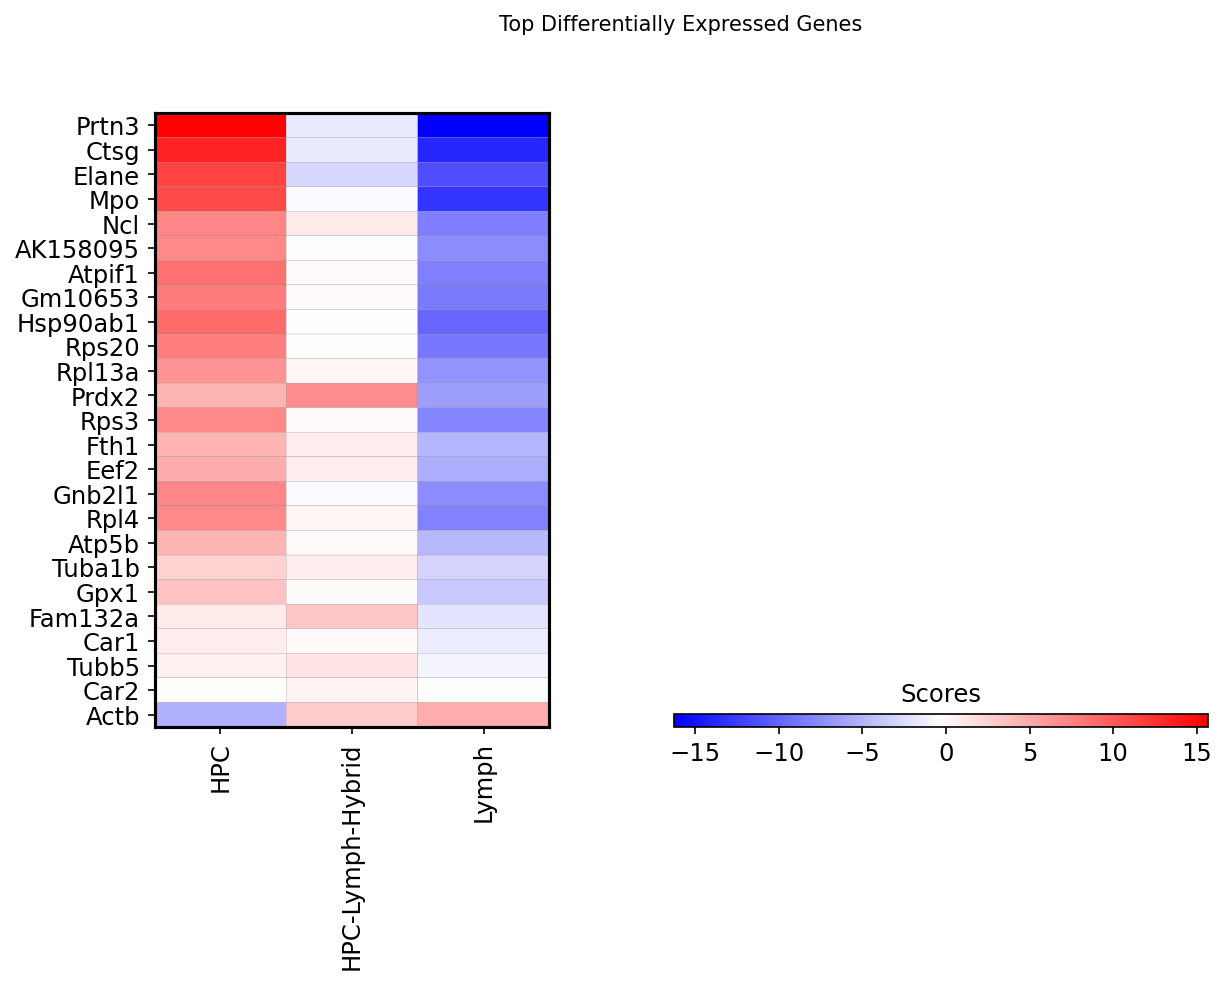 Top Differentially Expressed Genes
Prtn3
Ctsg
Elane
Mpo
Ncl
AK158095
Atpif1
Gm10653
Hsp90ab1
Rps20
Rpl13a
Prdx2
Rps3
Fth1
Eef2
Gnb2l1
Rpl4
Atp5b
Tuba1b
Gpx1
Fam132a
Car1
Tubb5
Car2
Actb
HPC
HPC-Lymph-Hybrid
Lymph
Scores
−15 −10 −5 0 5 10 15